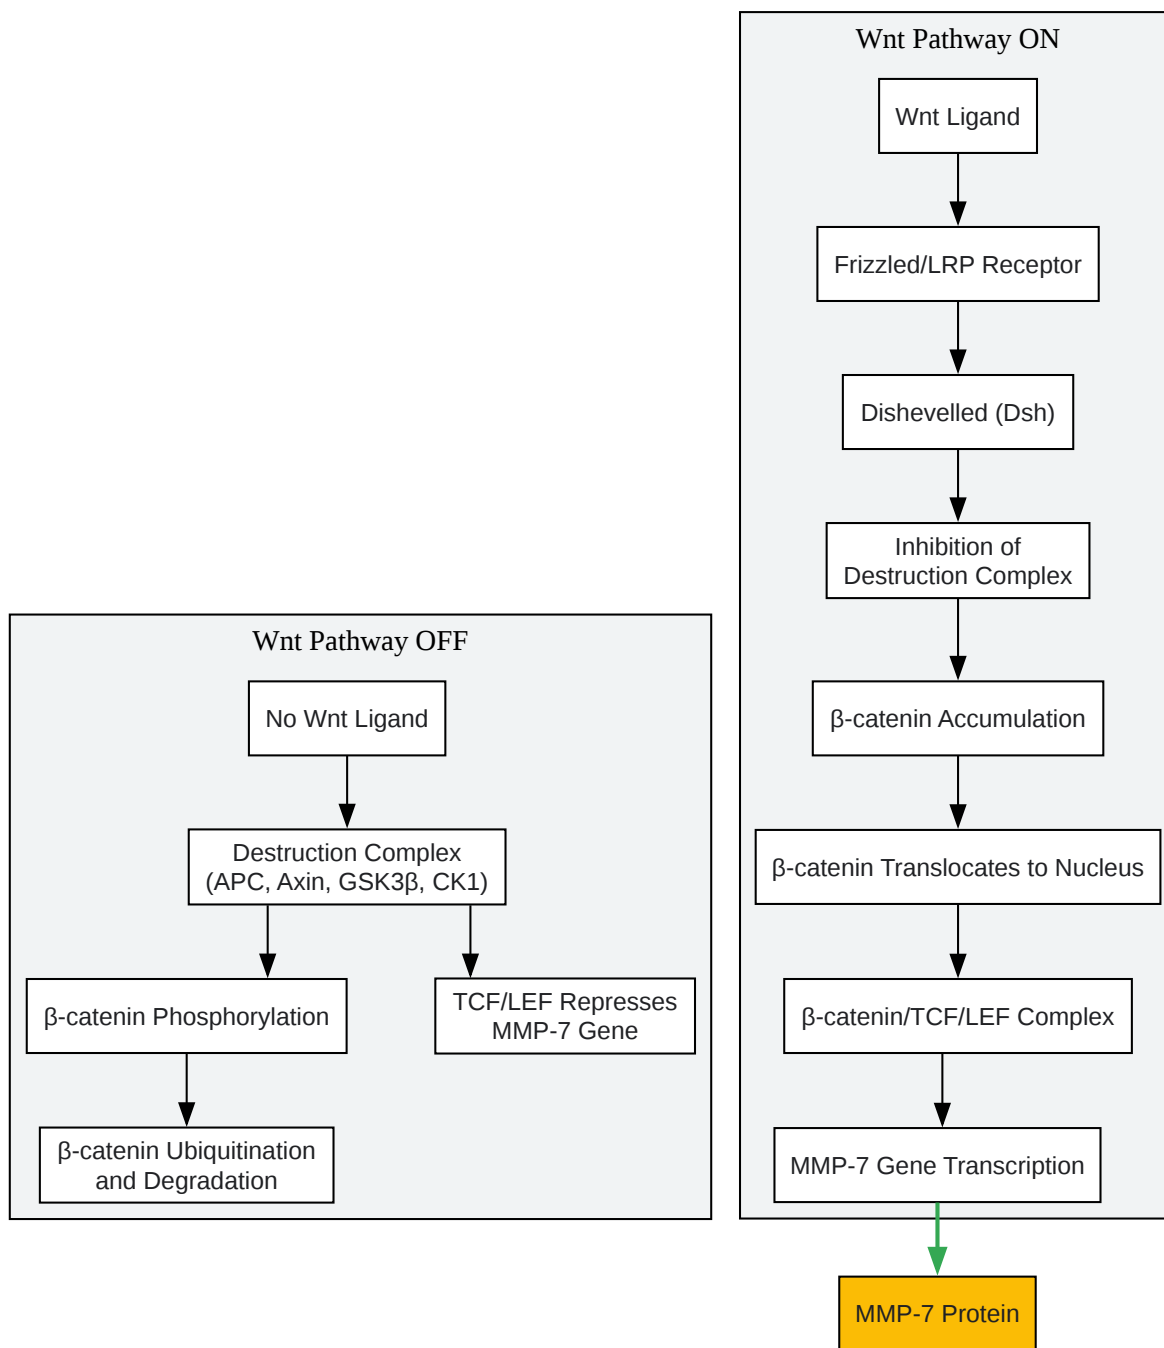 Wnt Pathway ON
Wnt Ligand
Frizzled/LRP Receptor
Dishevelled (Dsh)
Inhibition of
Destruction Complex
β-catenin Accumulation
β-catenin Translocates to Nucleus
β-catenin/TCF/LEF Complex
MMP-7 Gene Transcription
MMP-7 Protein
Wnt Pathway OFF
No Wnt Ligand
Destruction Complex
(APC, Axin, GSK3β, CK1)
β-catenin Phosphorylation
TCF/LEF Represses
MMP-7 Gene
β-catenin Ubiquitination
and Degradation